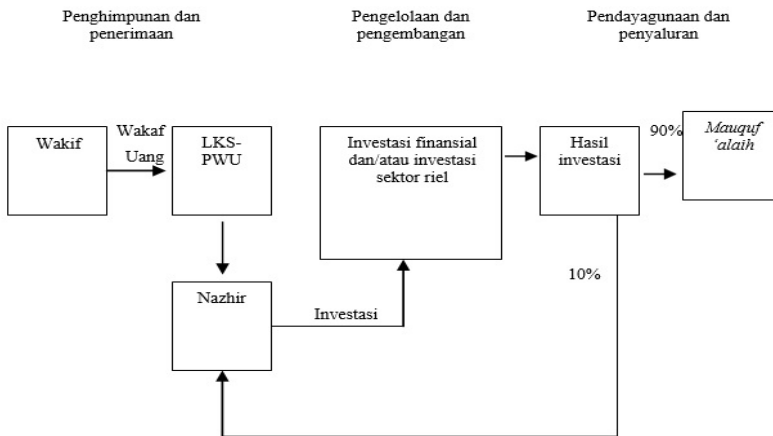 Penghimpunan dan
penerimaan
Pengelolaan dan
pengembangan
Pendayagunaan dan
penyaluran
Wakif
Wakaf
Uang
LKS-
PWU
Investasi finansial
dan/atau investasi
sektor riel
Hasil
investasi
90%
Mauquf
‘alaih
Nazhir
Investasi
10%